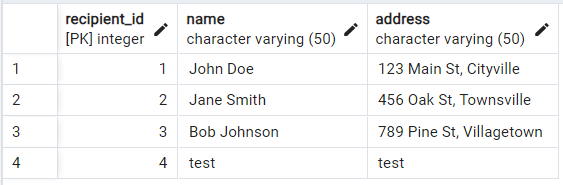 recipient_id name address
[PK] integer character varying (50) character varying (50)
1 1 John Doe 123 Main St, Cityville
2 2 Jane Smith 456 Oak St, Townsville
3 3 Bob Johnson 789 Pine St, Villagetown
4 4 test test